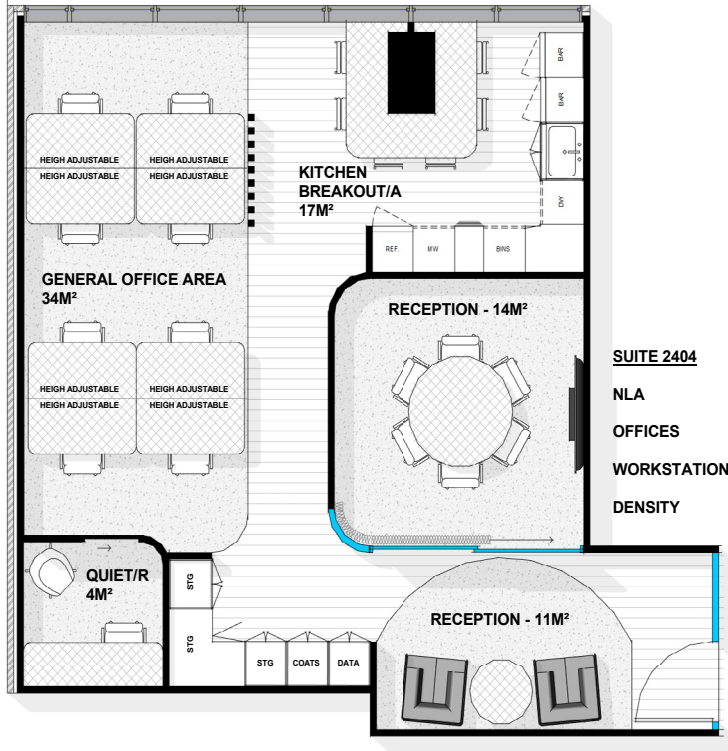 BAR
BAR
HEIGH ADJUSTABLE
HEIGH ADJUSTABLE
HEIGH ADJUSTABLE
HEIGH ADJUSTABLE
KITCHEN
BREAKOUT/A
17M²
DVY
REF.
MW
BINS
GENERAL OFFICE AREA
34M²
RECEPTION - 14M²
SUITE 2404
NLA
OFFICES
WORKSTATION
DENSITY
HEIGH ADJUSTABLE
HEIGH ADJUSTABLE
HEIGH ADJUSTABLE
HEIGH ADJUSTABLE
QUIET/R
4M²
STG
STG
STG
COATS
DATA
RECEPTION - 11M²